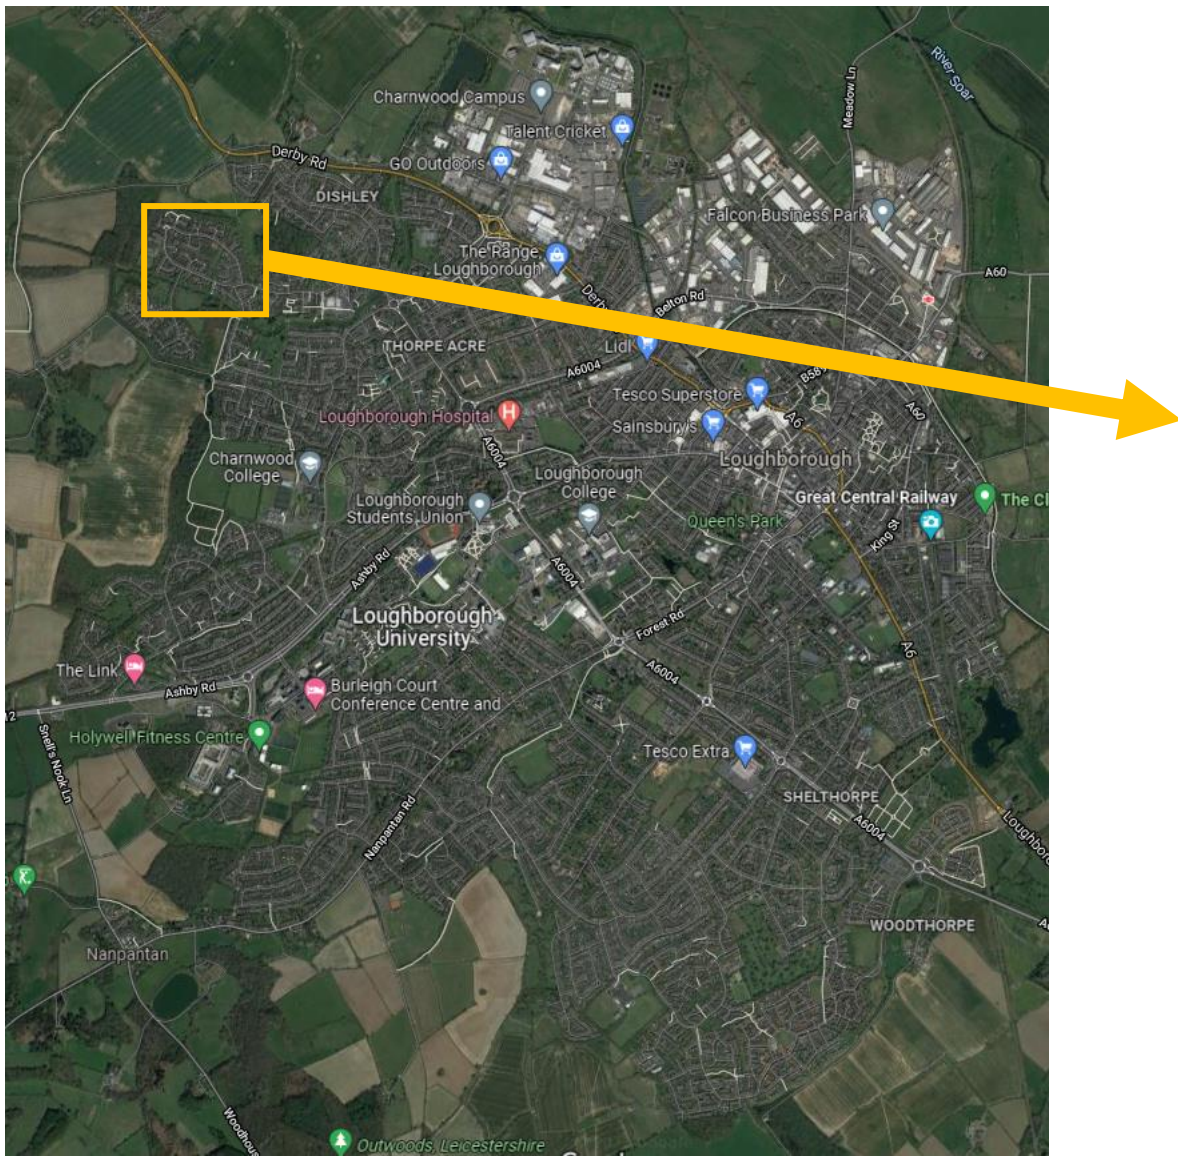 River Soar
Meadow Ln
Charnwood Campus
Talent Cricket
Derby Rd
GO Outdoors
DISHLEY
Falcon Business Park
The Range
Loughborough
A60
Belton Rd
THORPE ACRE
Lidl
A6004
Tesco Superstore
A60
Loughborough Hospital
Sainsbury's
A6
A6004
Charnwood
College
Loughborough
Loughborough
College
Loughborough
Students' Union
Great Central Railway
Queen's Park
King St
Ashby Rd
A6004
Loughborough
University
Forest Rd
A6
The Link
A6004
Ashby Rd
Burleigh Court
Conference Centre and
Holywell Fitness Centre
Snell's Nook Ln
Tesco Extra
SHELTHORPE
Nanpantan Rd
A6004
WOODTHORPE
Nanpantan
Outwoods, Leicestershire